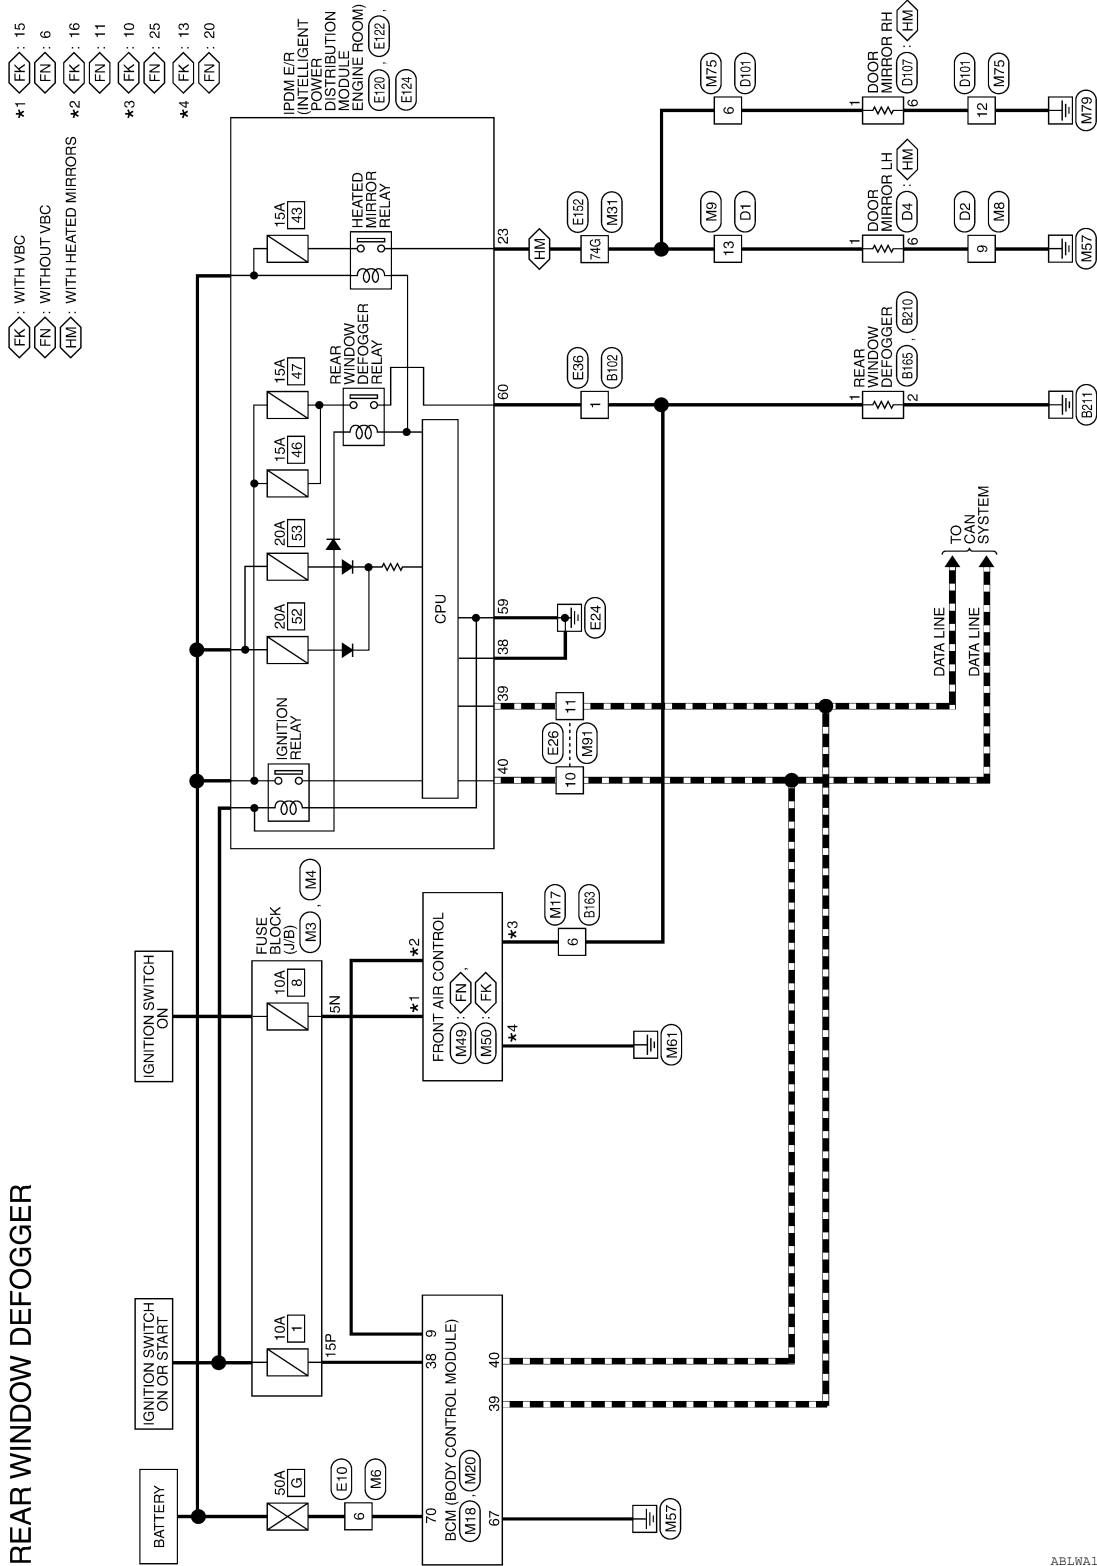 REAR WINDOW DEFOGGER
FK : WITH VBC
FN : WITHOUT VBC
HM : WITH HEATED MIRRORS
*1 FK : 15
FN : 6
*2 FK : 16
FN : 11
*3 FK : 10
FN : 25
*4 FK : 13
FN : 20
BATTERY
IGNITION SWITCH
ON OR START
IGNITION SWITCH
ON
50A
G
10A
1
10A
8
FUSE
BLOCK
(J/B)
M3 , M4
15P
5N
E10
6
M6
70
38
9
BCM (BODY CONTROL MODULE)
M18 , M20
67
39
40
M57
*1
*2
FRONT AIR CONTROL
M49 : FN ,
M50 : FK
*4
*3
M61
M17
6
B163
IPDM E/R
(INTELLIGENT
POWER
DISTRIBUTION
MODULE
ENGINE ROOM)
E120 , E122 ,
E124
IGNITION
RELAY
20A
52
20A
53
15A
46
15A
47
15A
43
REAR
WINDOW
DEFOGGER
RELAY
HEATED
MIRROR
RELAY
CPU
40
39
38
59
60
23
E26
10
11
M91
E24
E36
1
B102
HM
E152
74G
M31
DATA LINE
DATA LINE
TO
CAN
SYSTEM
M9
13
D1
M75
6
D101
REAR
WINDOW
DEFOGGER
B165 , B210
1
2
B211
DOOR
MIRROR LH
D4 : HM
1
6
D2
9
M8
M57
DOOR
MIRROR RH
D107 : HM
1
6
D101
12
M75
M79